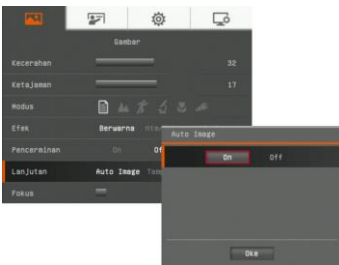 Gambar
Kecerahan 32
Ketajaman 17
Modus
Efek Berwarna
Auto Image
Pencerminan On
On Off
Lanjutan Auto Image
Fokus
Oke